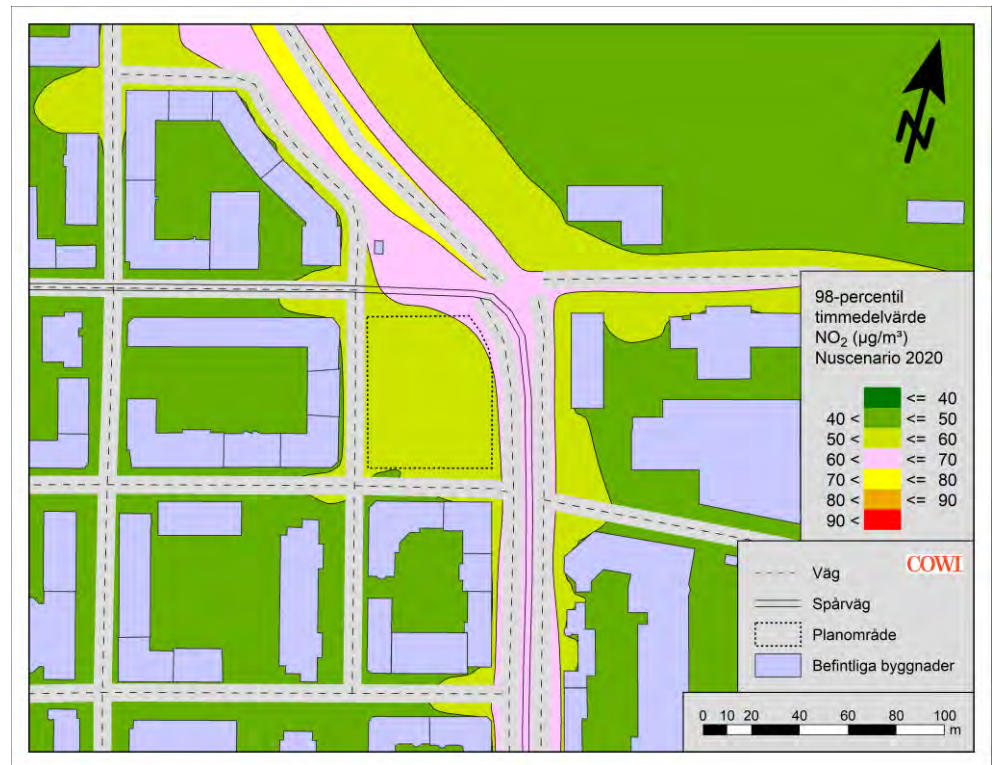 N
98-percentil
timmedelvärde
NO₂ (µg/m³)
Nuscenario 2020
<= 40
40 < <= 50
50 < <= 60
60 < <= 70
70 < <= 80
80 < <= 90
90 <
COWI
Väg
Spårväg
Planområde
Befintliga byggnader
0 10 20 40 60 80 100
m